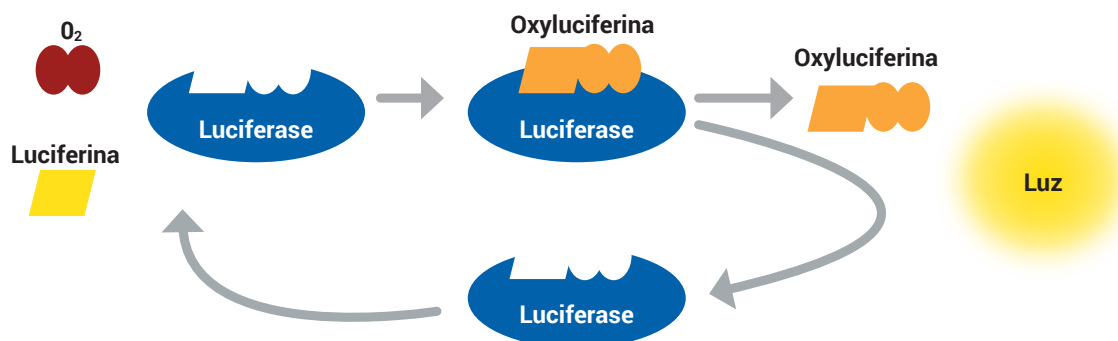 O₂
Luciferina
Luciferase
Oxyluciferina
Luciferase
Oxyluciferina
Luz
Luciferase